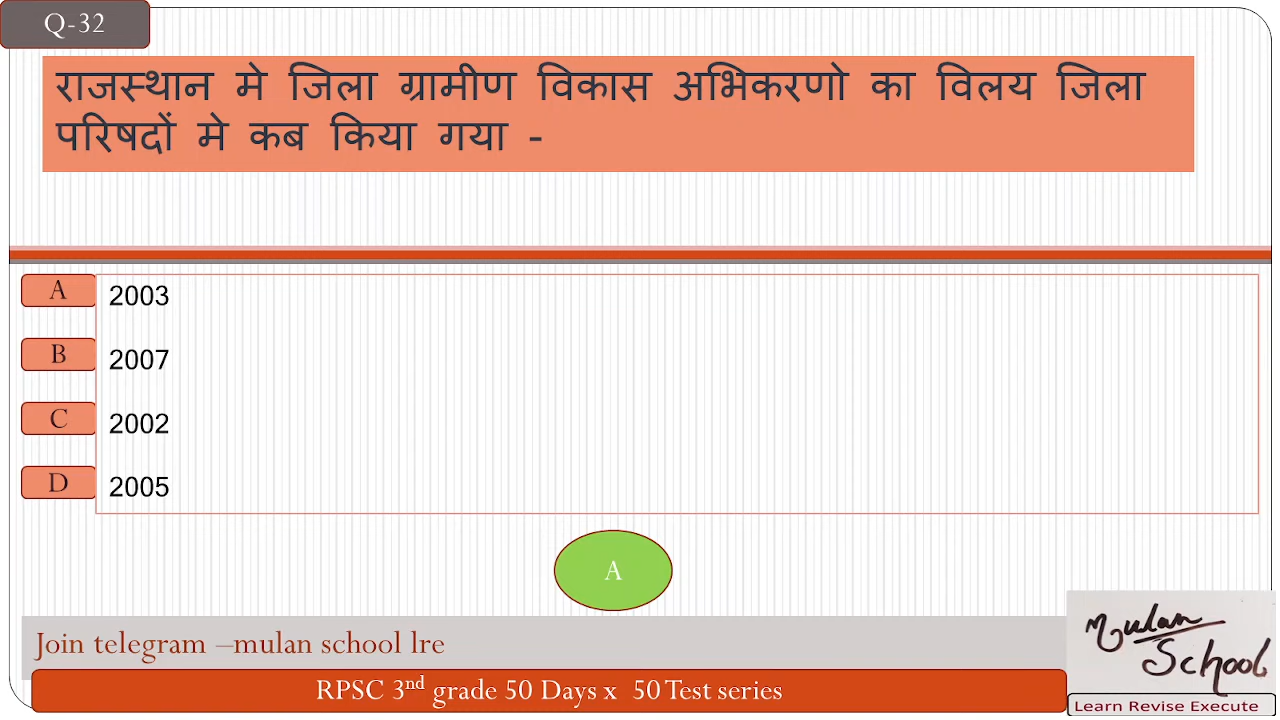 Q-32
राजस्थान मे जिला ग्रामीण विकास अभिकरणो का विलय जिला
परिषदों मे कब किया गया -
A 2003
B 2007
C 2002
D 2005
A
Join telegram –mulan school lre
RPSC 3nd grade 50 Days x 50 Test series
Mulan
School
Learn Revise Execute